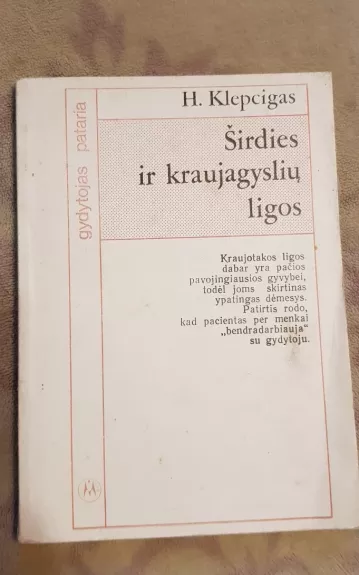 gydytojas pataria
H. Klepcigas
Širdies
ir kraujagyslių
ligos
Kraujotakos ligos
dabar yra pačios
pavojingiausios gyvybei,
todėl joms skirtinas
ypatingas dėmesys.
Patirtis rodo,
kad pacientas per menkai
„bendradarbiauja“
su gydytoju.